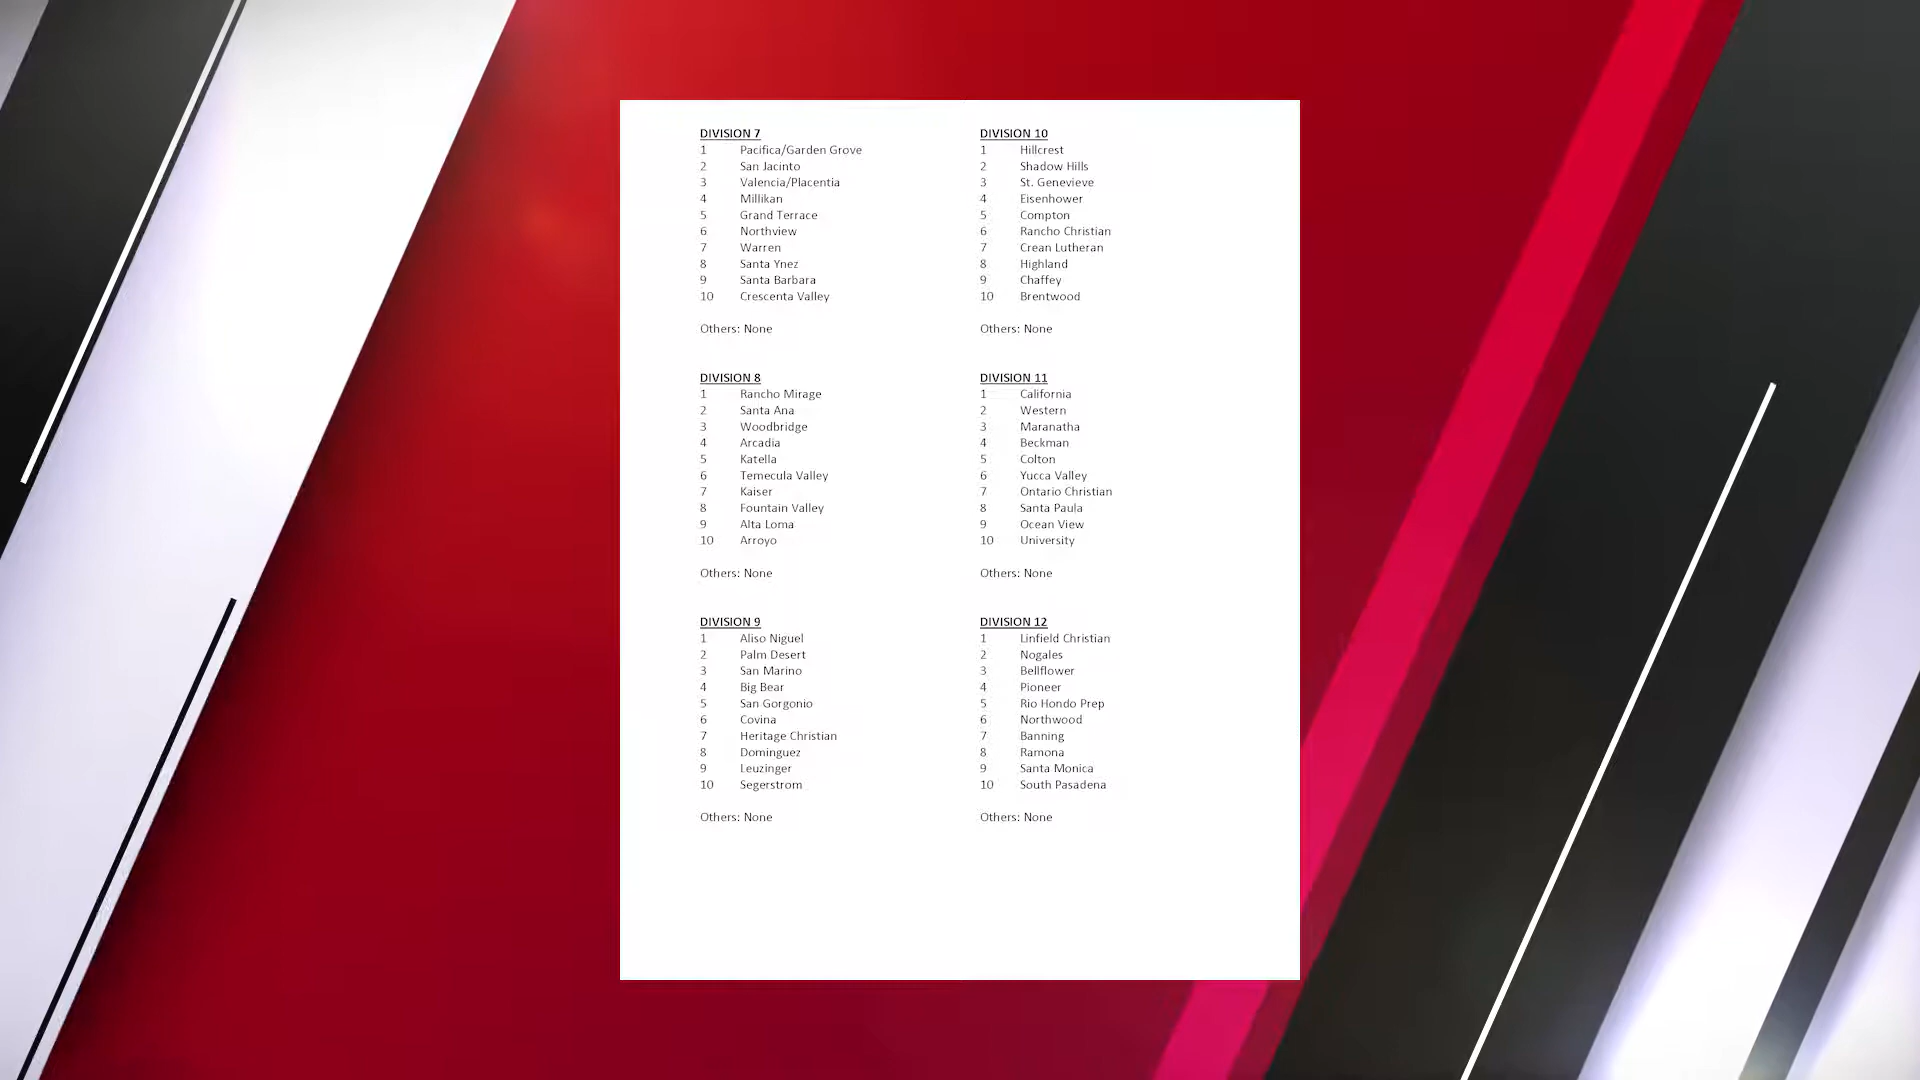 DIVISION 7
1 Pacifica/Garden Grove
2 San Jacinto
3 Valencia/Placentia
4 Millikan
5 Grand Terrace
6 Northview
7 Warren
8 Santa Ynez
9 Santa Barbara
10 Crescenta Valley
Others: None
DIVISION 8
1 Rancho Mirage
2 Santa Ana
3 Woodbridge
4 Arcadia
5 Katella
6 Temecula Valley
7 Kaiser
8 Fountain Valley
9 Alta Loma
10 Arroyo
Others: None
DIVISION 9
1 Aliso Niguel
2 Palm Desert
3 San Marino
4 Big Bear
5 San Gorgonio
6 Covina
7 Heritage Christian
8 Dominguez
9 Leuzinger
10 Segerstrom
Others: None
DIVISION 10
1 Hillcrest
2 Shadow Hills
3 St. Genevieve
4 Eisenhower
5 Compton
6 Rancho Christian
7 Crean Lutheran
8 Highland
9 Chaffey
10 Brentwood
Others: None
DIVISION 11
1 California
2 Western
3 Maranatha
4 Beckman
5 Colton
6 Yucca Valley
7 Ontario Christian
8 Santa Paula
9 Ocean View
10 University
Others: None
DIVISION 12
1 Linfield Christian
2 Nogales
3 Bellflower
4 Pioneer
5 Rio Hondo Prep
6 Northwood
7 Banning
8 Ramona
9 Santa Monica
10 South Pasadena
Others: None